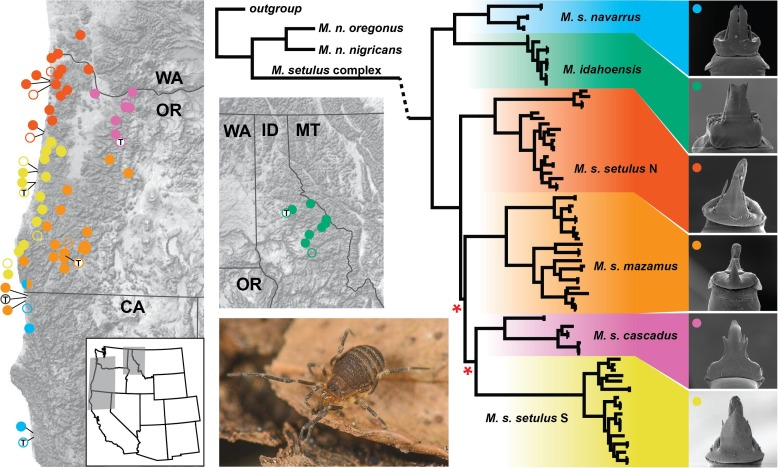 outgroup
M. n. oregonus
M. n. nigricans
M. setulus complex
WA
OR
CA
T
T
T
T
T
WA
ID
MT
OR
T
M. s. navarrus
M. idahoensis
M. s. setulus N
M. s. mazamus
M. s. cascadus
M. s. setulus S
*
*